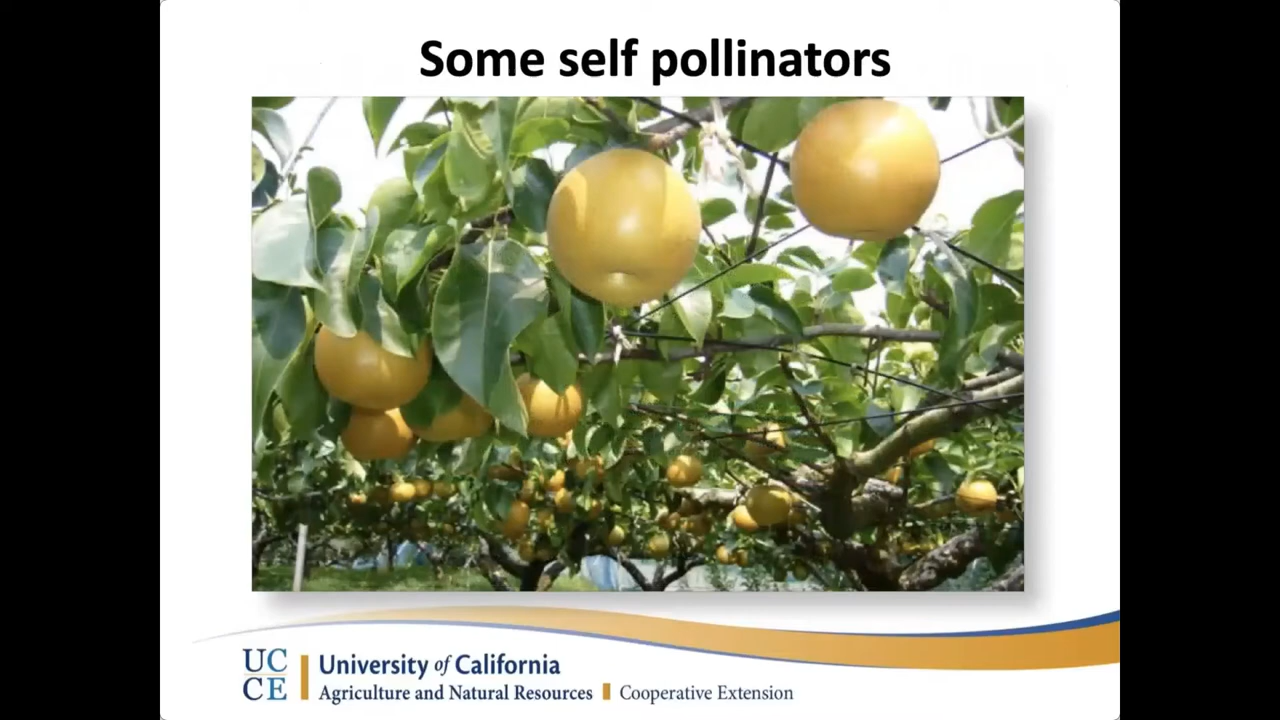 Some self pollinators
UC
CE
University of California
Agriculture and Natural Resources
Cooperative Extension